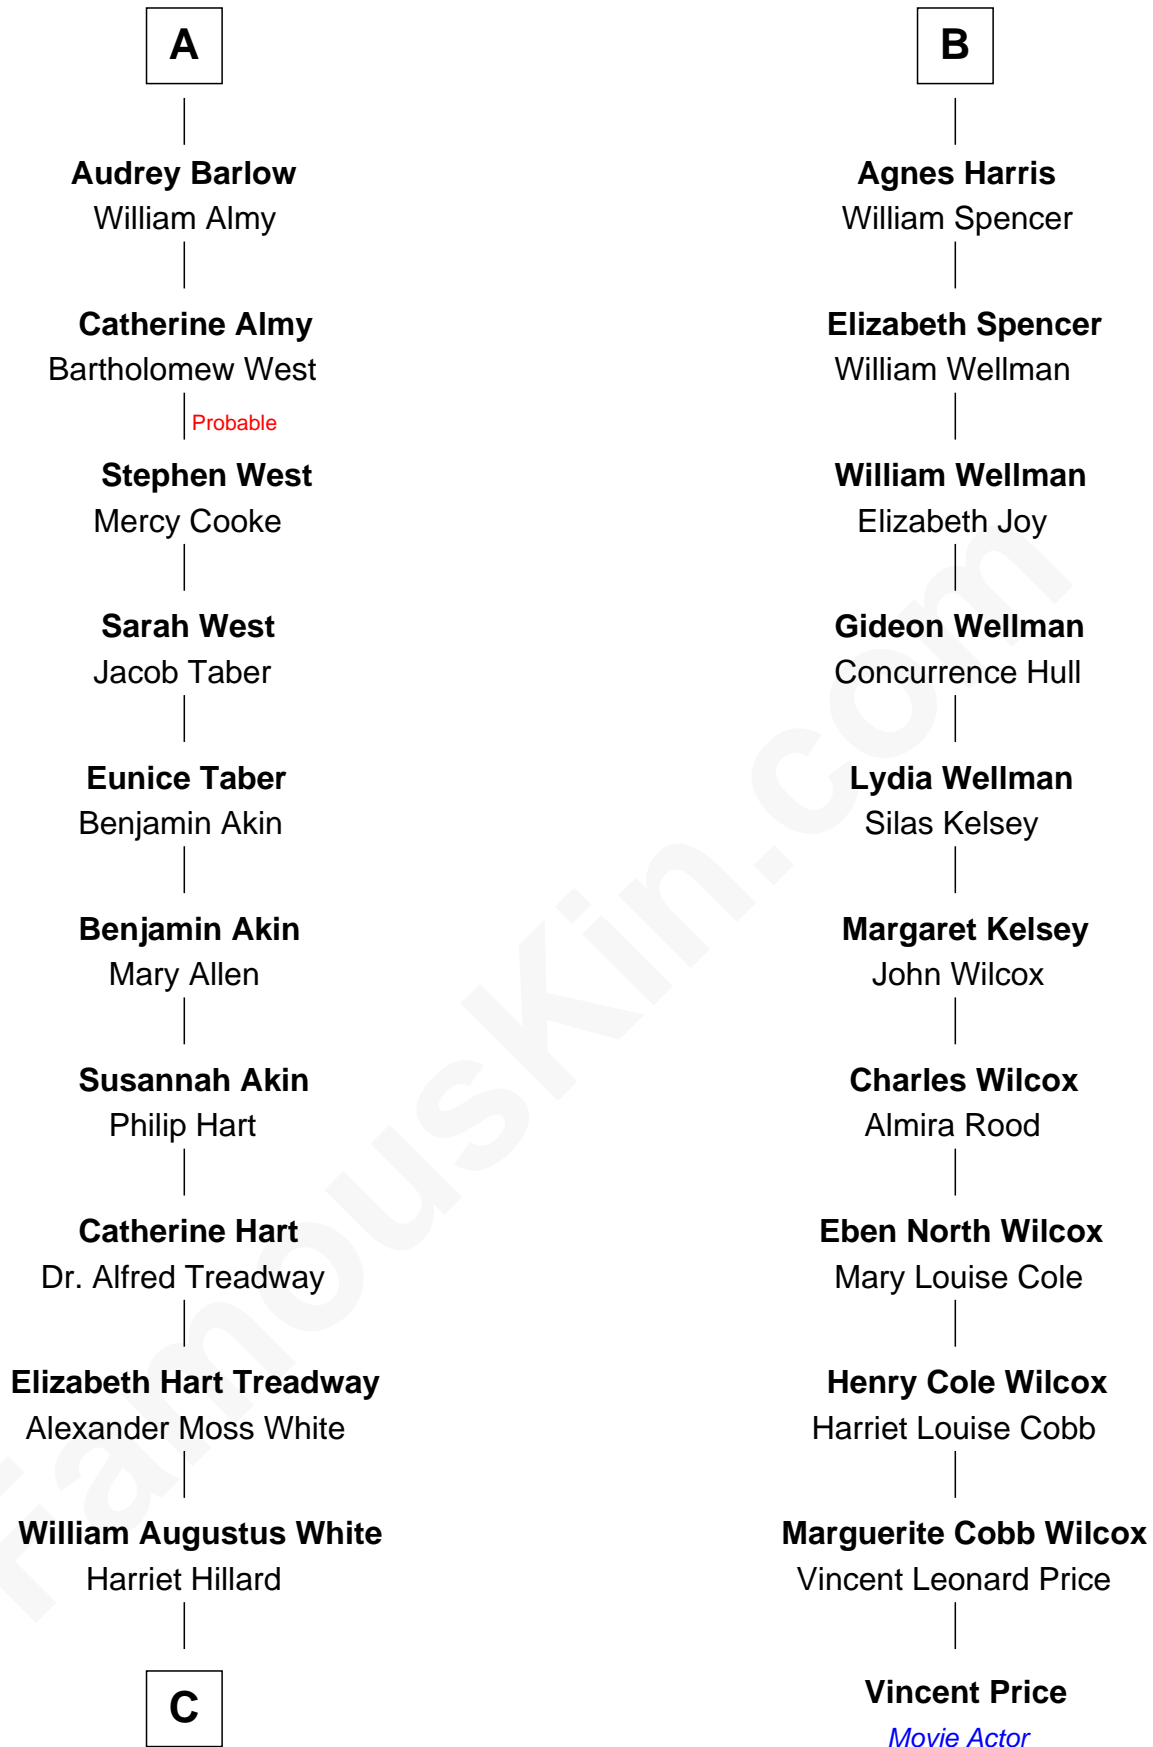 A
Audrey Barlow
William Almy
Catherine Almy
Bartholomew West
Probable
Stephen West
Mercy Cooke
Sarah West
Jacob Taber
Eunice Taber
Benjamin Akin
Benjamin Akin
Mary Allen
Susannah Akin
Philip Hart
Catherine Hart
Dr. Alfred Treadway
Elizabeth Hart Treadway
Alexander Moss White
William Augustus White
Harriet Hillard
C
B
Agnes Harris
William Spencer
Elizabeth Spencer
William Wellman
William Wellman
Elizabeth Joy
Gideon Wellman
Concurrence Hull
Lydia Wellman
Silas Kelsey
Margaret Kelsey
John Wilcox
Charles Wilcox
Almira Rood
Eben North Wilcox
Mary Louise Cole
Henry Cole Wilcox
Harriet Louise Cobb
Marguerite Cobb Wilcox
Vincent Leonard Price
Vincent Price
Movie Actor
FamousKin.com